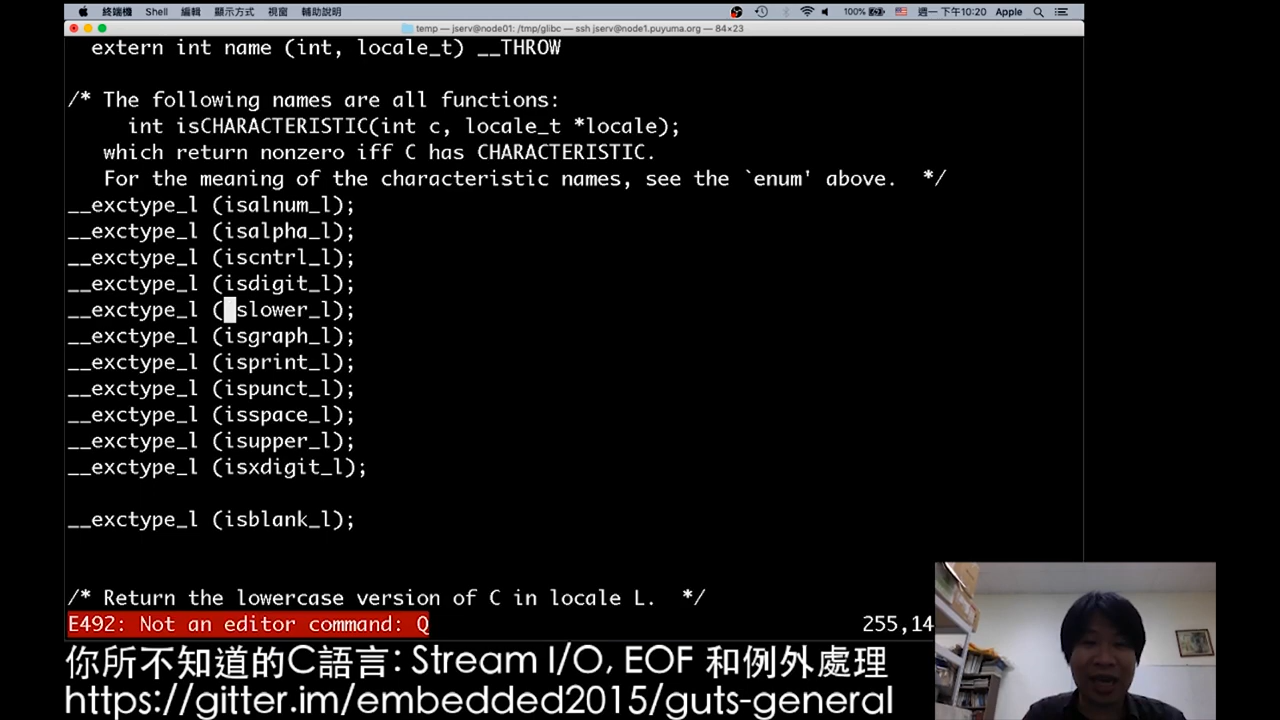 終端機 Shell 編輯 顯示方式 視窗 輔助說明 100% 週一 下午10:20 Apple
temp — jserv@node01: /tmp/glibc — ssh jserv@node1.puyuma.org — 84×23
extern int name (int, locale_t) __THROW
/* The following names are all functions:
int isCHARACTERISTIC(int c, locale_t *locale);
which return nonzero iff C has CHARACTERISTIC.
For the meaning of the characteristic names, see the `enum' above.  */
__exctype_l (isalnum_l);
__exctype_l (isalpha_l);
__exctype_l (iscntrl_l);
__exctype_l (isdigit_l);
__exctype_l (islower_l);
__exctype_l (isgraph_l);
__exctype_l (isprint_l);
__exctype_l (ispunct_l);
__exctype_l (isspace_l);
__exctype_l (isupper_l);
__exctype_l (isxdigit_l);
__exctype_l (isblank_l);
/* Return the lowercase version of C in locale L.  */
E492: Not an editor command: Q 255,14
你所不知道的C語言: Stream I/O, EOF 和例外處理
https://gitter.im/embedded2015/guts-general